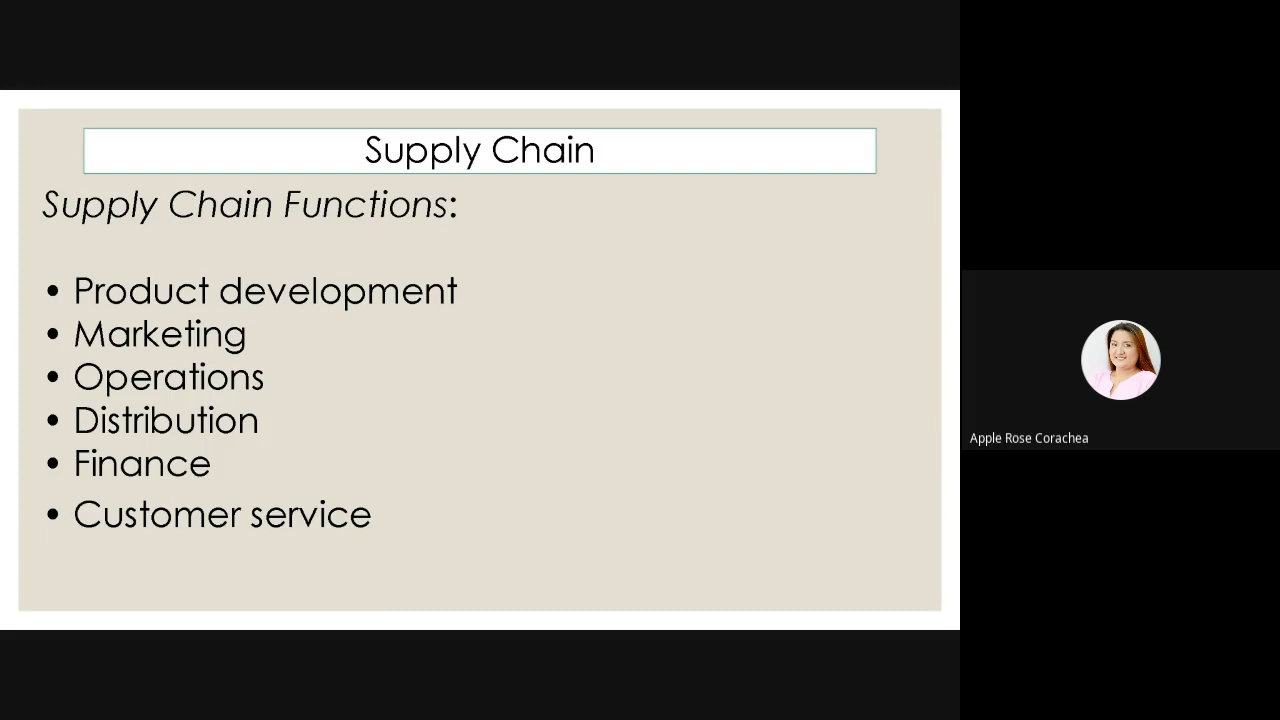 Supply Chain
Supply Chain Functions:
• Product development
• Marketing
• Operations
• Distribution
• Finance
• Customer service
Apple Rose Corachea